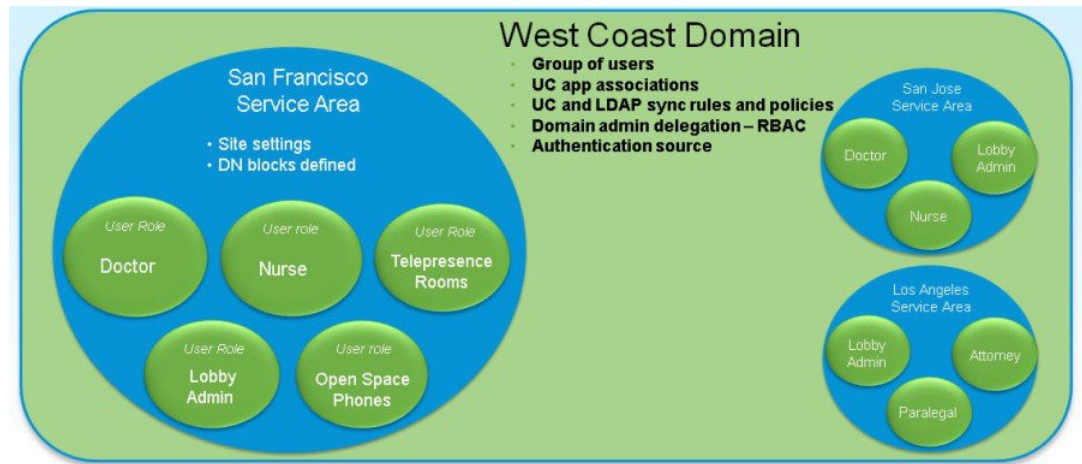 West Coast Domain
· Group of users
· UC app associations
· UC and LDAP sync rules and policies
· Domain admin delegation – RBAC
· Authentication source
San Francisco
Service Area
• Site settings
• DN blocks defined
User Role
Doctor
User role
Nurse
User Role
Telepresence
Rooms
User Role
Lobby
Admin
User role
Open Space
Phones
San Jose
Service Area
Doctor
Lobby
Admin
Nurse
Los Angeles
Service Area
Lobby
Admin
Attorney
Paralegal